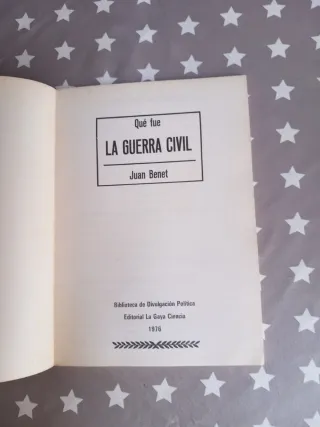 Qué fue
LA GUERRA CIVIL
Juan Benet
Biblioteca de Divulgación Política
Editorial La Gaya Ciencia
1976